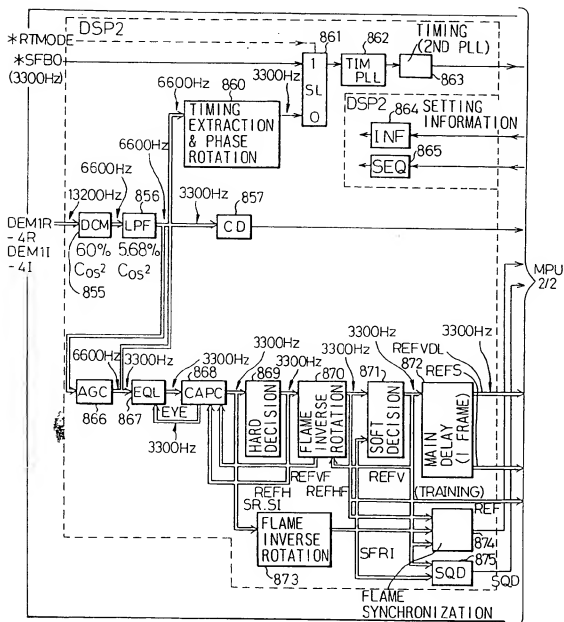 DSP2
*RTMODE
*SFBO
(3300Hz)
6600Hz
860
TIMING
EXTRACTION
& PHASE
ROTATION
3300Hz
861
1
SL
0
862
TIM
PLL
TIMING
(2ND PLL)
863
DSP2
864
SETTING
INFORMATION
INF
865
SEQ
6600Hz
6600Hz
856
13200Hz
DEM1R
-4R
DEM1I
-4I
DCM
LPF
60%
COS²
855
5.68%
COS²
3300Hz
857
CD
MPU
2/2
6600Hz
3300Hz
AGC
866
EQL
867
3300Hz
868
CAPC
EYE
3300Hz
3300Hz
869
HARD
DECISION
3300Hz
870
FLAME
INVERSE
ROTATION
3300Hz
871
SOFT
DECISION
3300Hz
872
REFVDL
REFS
MAIN
DELAY
(1 FRAME)
3300Hz
REFVF
REFH
REFHF
REFV
(TRAINING)
REF
SR.SI
FLAME
INVERSE
ROTATION
873
SFRI
874
875
SQD
SQD
FLAME
SYNCHRONIZATION